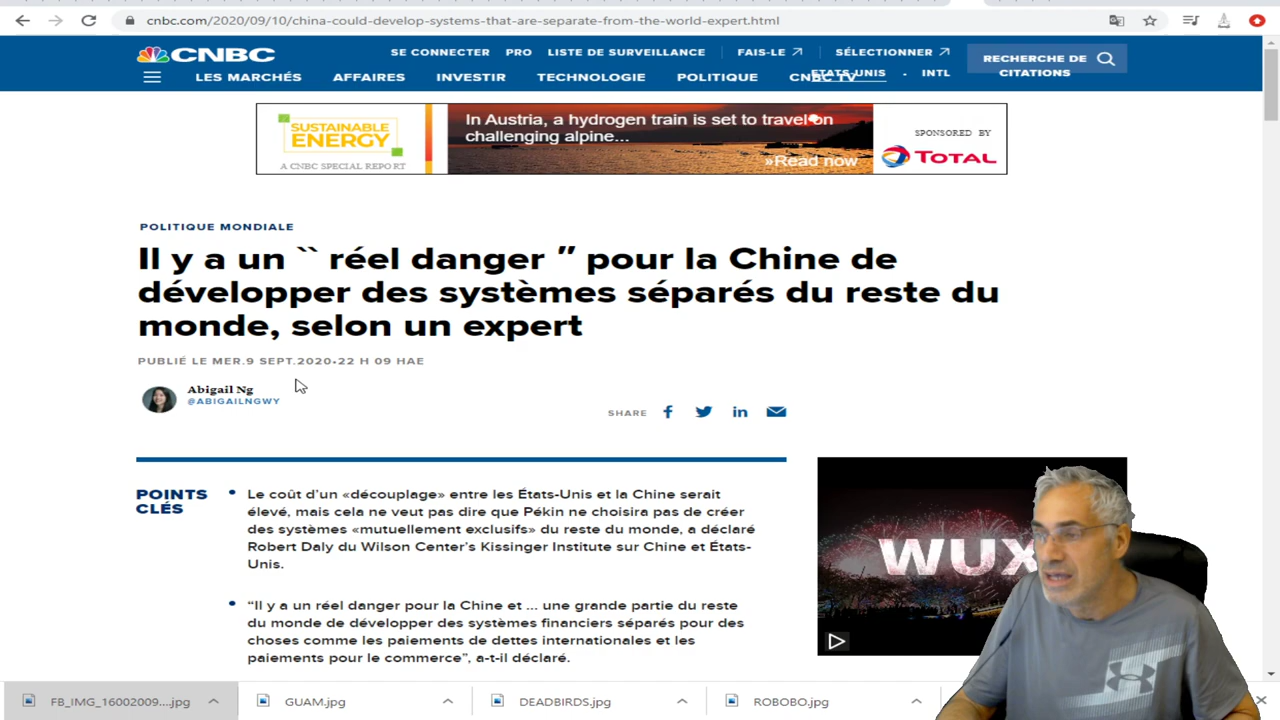 cnbc.com/2020/09/10/china-could-develop-systems-that-are-separate-from-the-world-expert.html
CNBC
SE CONNECTER PRO LISTE DE SURVEILLANCE FAIS-LE SÉLECTIONNER
RECHERCHE DE CITATIONS
ÉTATS-UNIS · INTL
LES MARCHÉS AFFAIRES INVESTIR TECHNOLOGIE POLITIQUE CNBC TV
SUSTAINABLE
ENERGY
A CNBC SPECIAL REPORT
In Austria, a hydrogen train is set to travel on
challenging alpine...
»Read now
SPONSORED BY
TOTAL
POLITIQUE MONDIALE
Il y a un `` réel danger ″ pour la Chine de
développer des systèmes séparés du reste du
monde, selon un expert
PUBLIÉ LE MER.9 SEPT.2020•22 H 09 HAE
Abigail Ng
@ABIGAILNGWY
SHARE
POINTS
CLÉS
• Le coût d'un «découplage» entre les États-Unis et la Chine serait
élevé, mais cela ne veut pas dire que Pékin ne choisira pas de créer
des systèmes «mutuellement exclusifs» du reste du monde, a déclaré
Robert Daly du Wilson Center's Kissinger Institute sur Chine et États-
Unis.
• “Il y a un réel danger pour la Chine et ... une grande partie du reste
du monde de développer des systèmes financiers séparés pour des
choses comme les paiements de dettes internationales et les
paiements pour le commerce”, a-t-il déclaré.
WUX
FB_IMG_16002009....jpg
GUAM.jpg
DEADBIRDS.jpg
ROBOBO.jpg